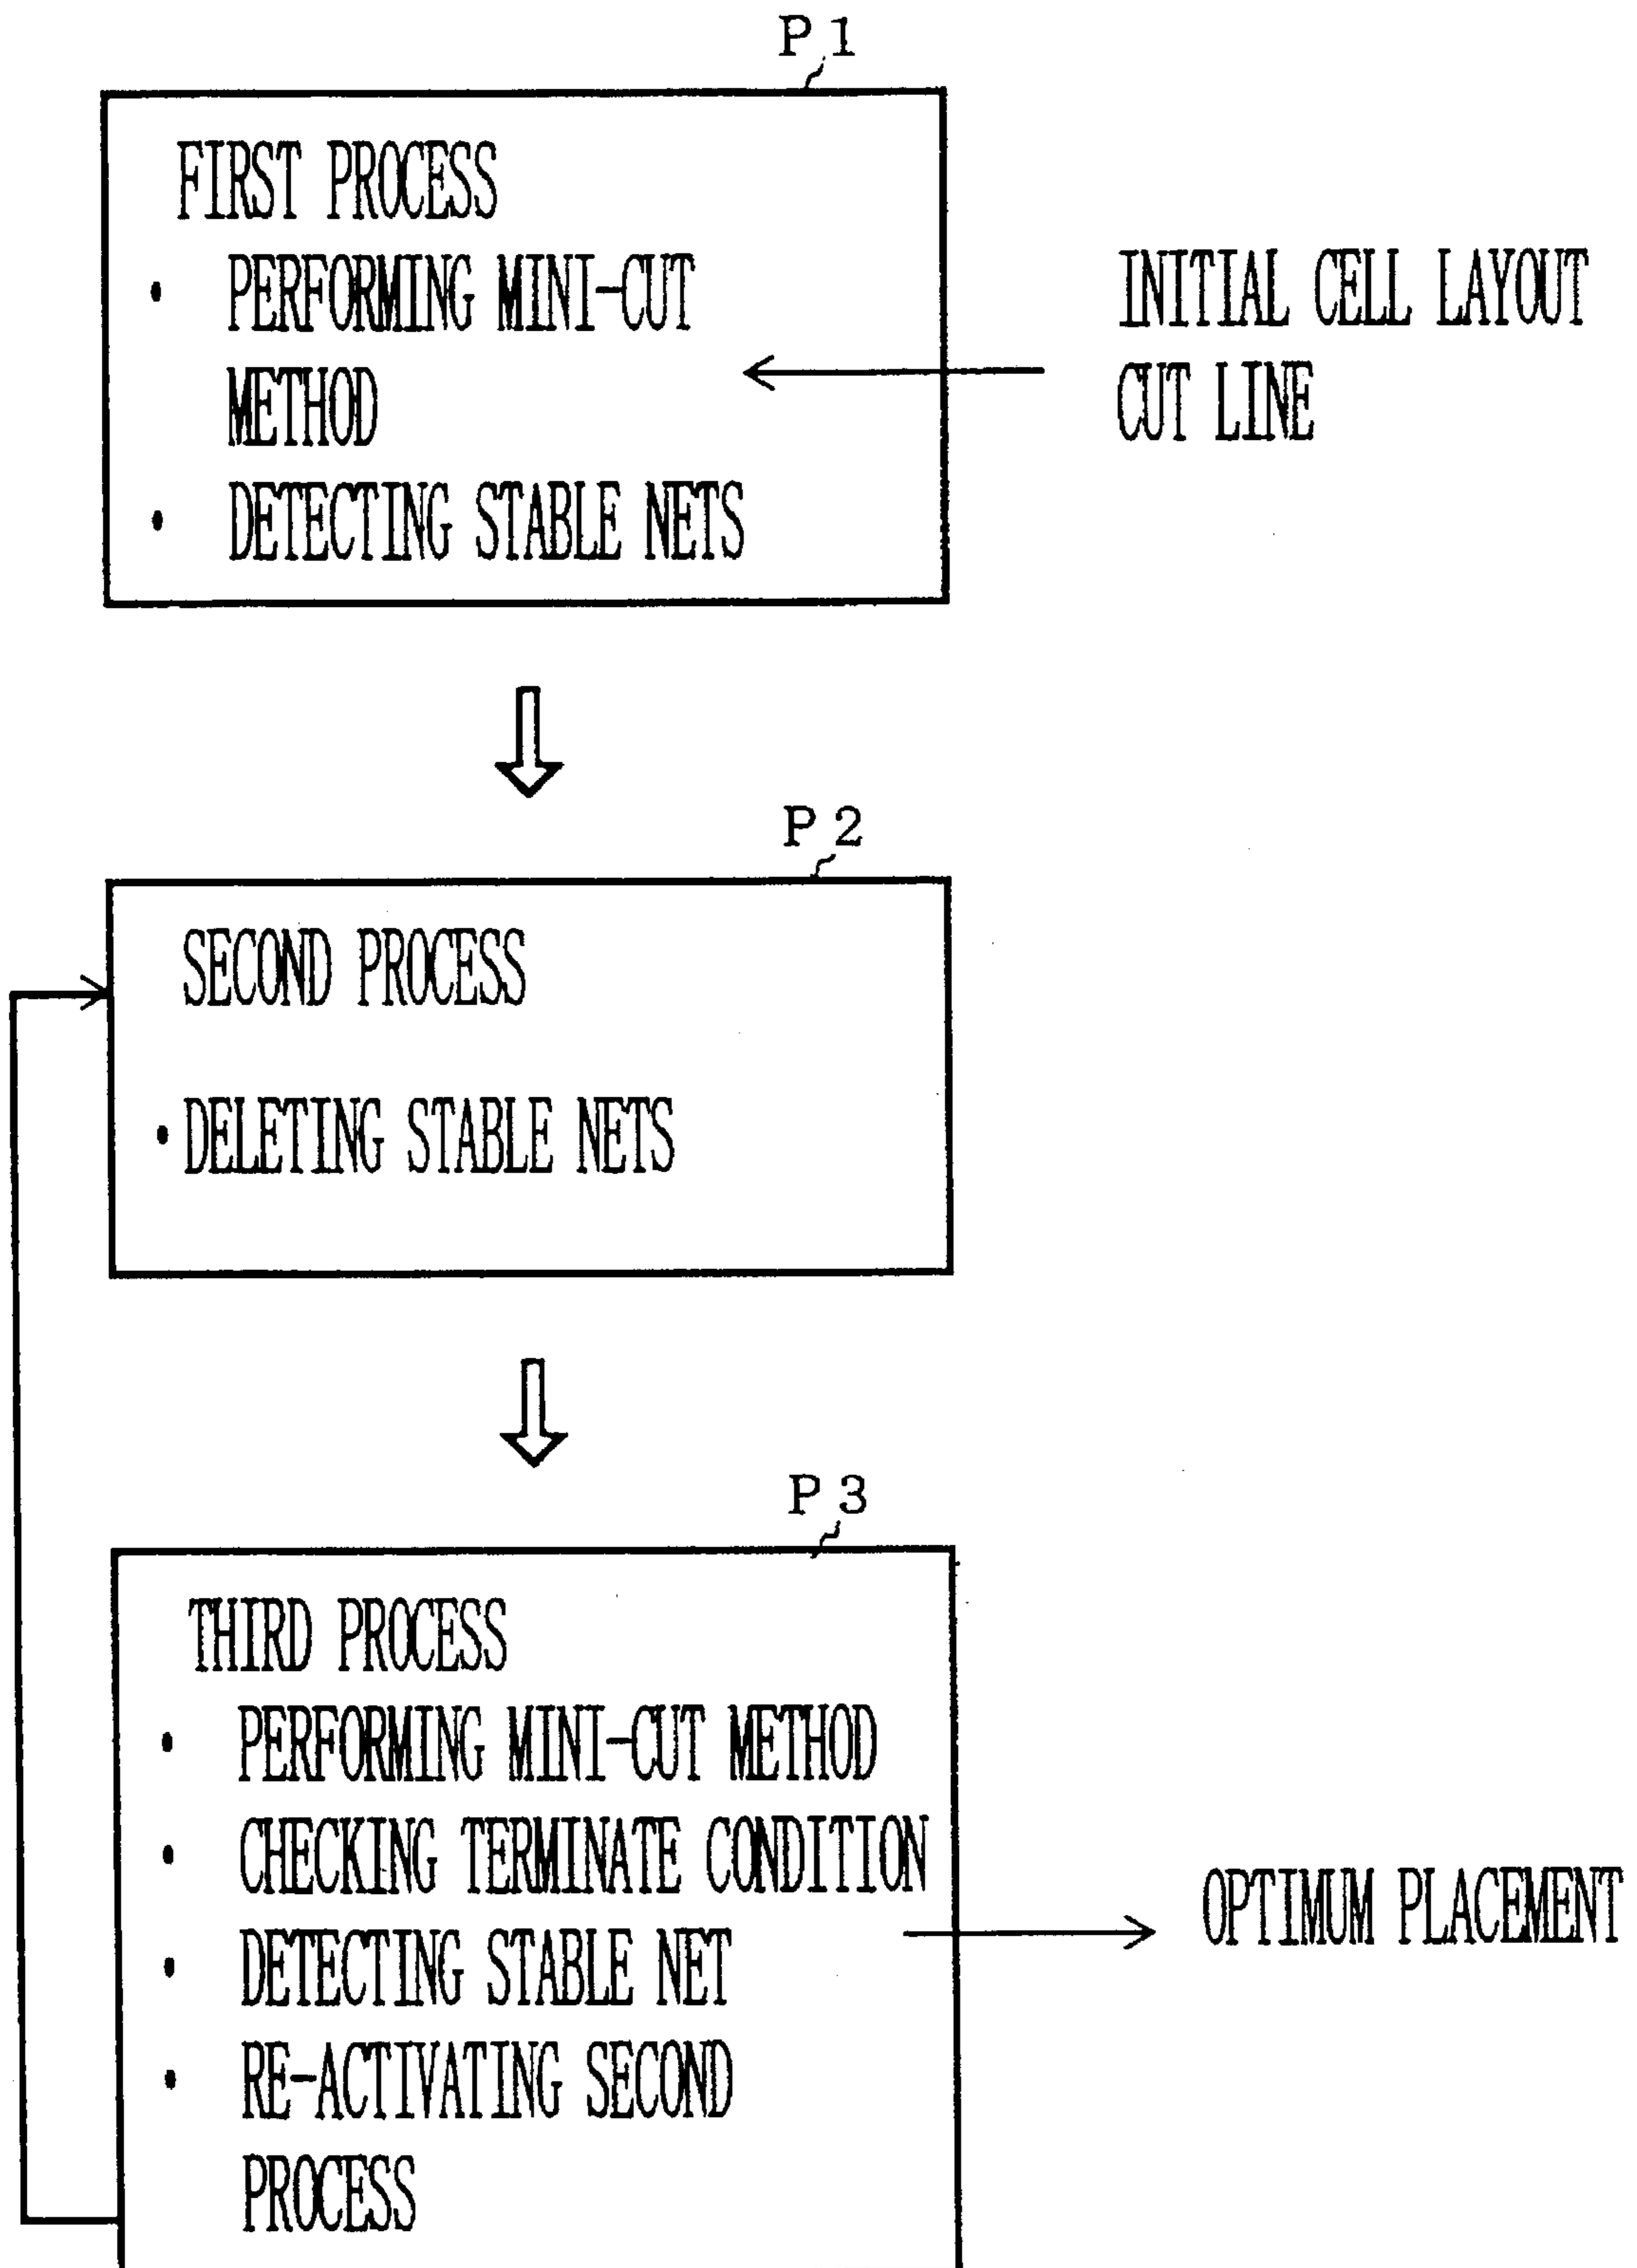 P1
FIRST PROCESS
• PERFORMING MINI-CUT
METHOD
• DETECTING STABLE NETS
INITIAL CELL LAYOUT
CUT LINE
P2
SECOND PROCESS
• DELETING STABLE NETS
P3
THIRD PROCESS
• PERFORMING MINI-CUT METHOD
• CHECKING TERMINATE CONDITION
• DETECTING STABLE NET
• RE-ACTIVATING SECOND
PROCESS
OPTIMUM PLACEMENT